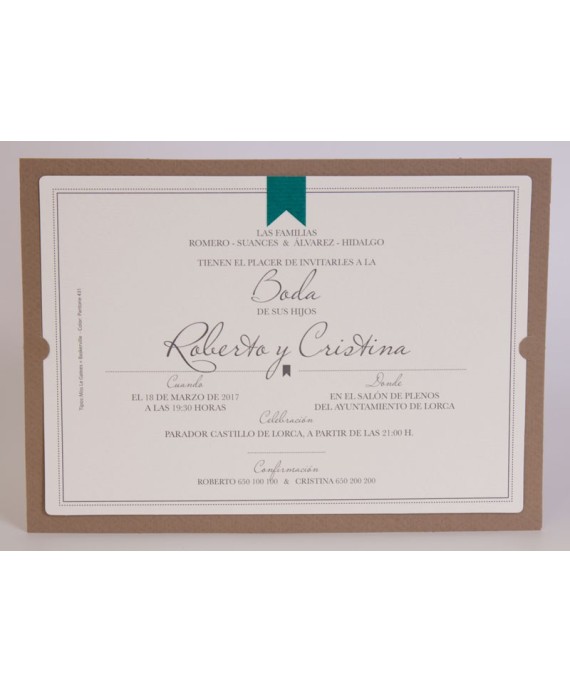 LAS FAMILIAS
ROMERO - SUANCES & ÁLVAREZ - HIDALGO
TIENEN EL PLACER DE INVITARLES A LA
Boda
DE SUS HIJOS
Roberto y Cristina
Cuando
EL 18 DE MARZO DE 2017
A LAS 19:30 HORAS
Donde
EN EL SALÓN DE PLENOS
DEL AYUNTAMIENTO DE LORCA
Celebración
PARADOR CASTILLO DE LORCA, A PARTIR DE LAS 21:00 H.
Confirmación
ROBERTO 650 100 100 & CRISTINA 650 200 200